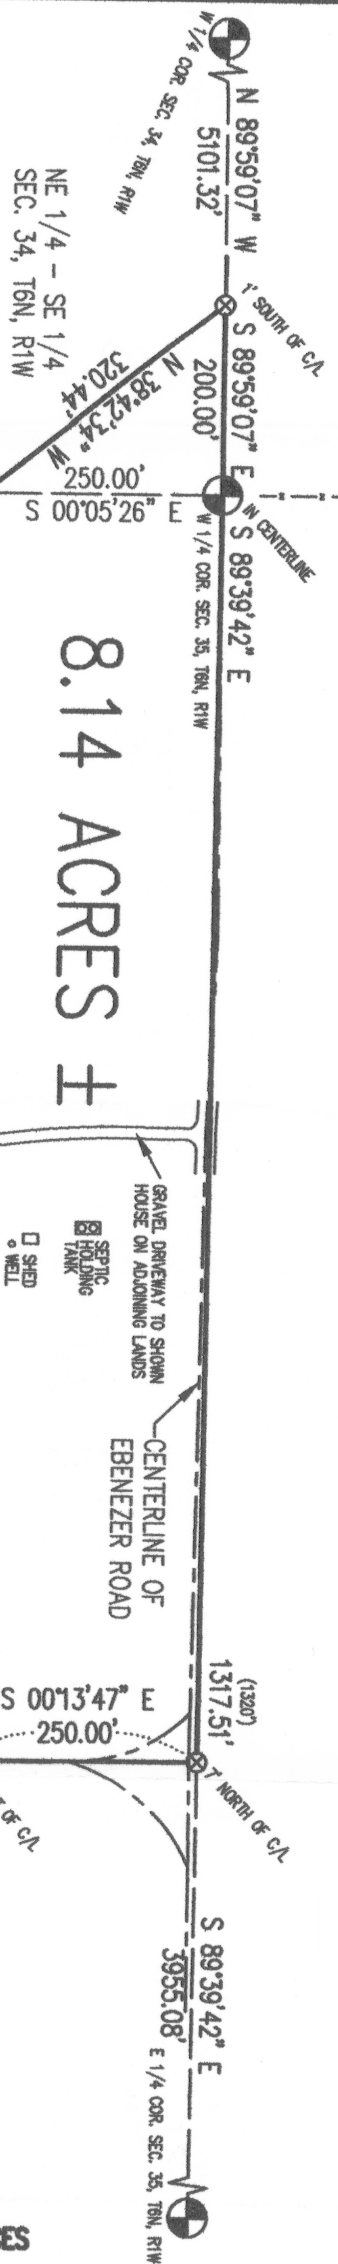 W 1/4 COR. SEC. 34, T6N, R1W
N 89°59'07" W
5101.32'
1' SOUTH OF C/L
S 89°59'07" E
200.00'
IN CENTERLINE
W 1/4 COR. SEC. 35, T6N, R1W
S 89°39'42" E
NE 1/4 - SE 1/4
SEC. 34, T6N, R1W
N 38°42'34" W
320.44'
250.00'
S 00°05'26" E
8.14 ACRES ±
GRAVEL DRIVEWAY TO SHOWN
HOUSE ON ADJOINING LANDS
SEPTIC
HOLDING
TANK
SHED
WELL
CENTERLINE OF
EBENEZER ROAD
(1320')
1317.51'
7' NORTH OF C/L
S 00°13'47" E
250.00'
OF C/L
S 89°39'42" E
3955.08'
E 1/4 COR. SEC. 35, T6N, R1W